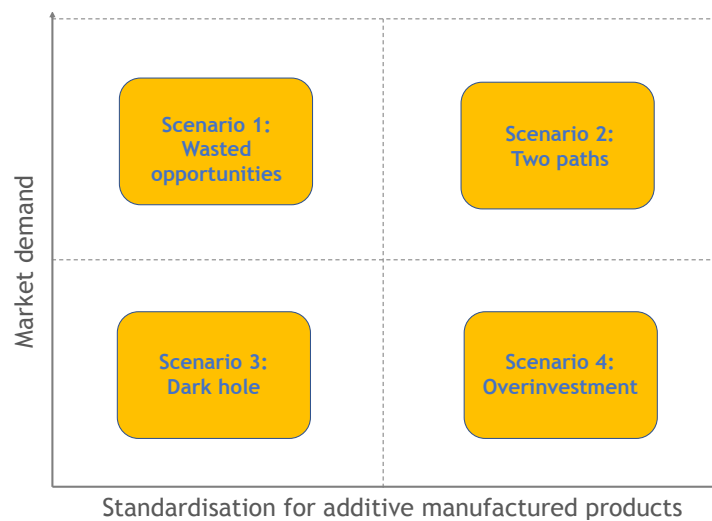 Scenario 1:
Wasted
opportunities
Scenario 2:
Two paths
Market demand
Scenario 3:
Dark hole
Scenario 4:
Overinvestment
Standardisation for additive manufactured products